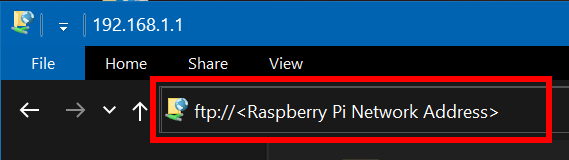 192.168.1.1
File Home Share View
ftp://<Raspberry Pi Network Address>